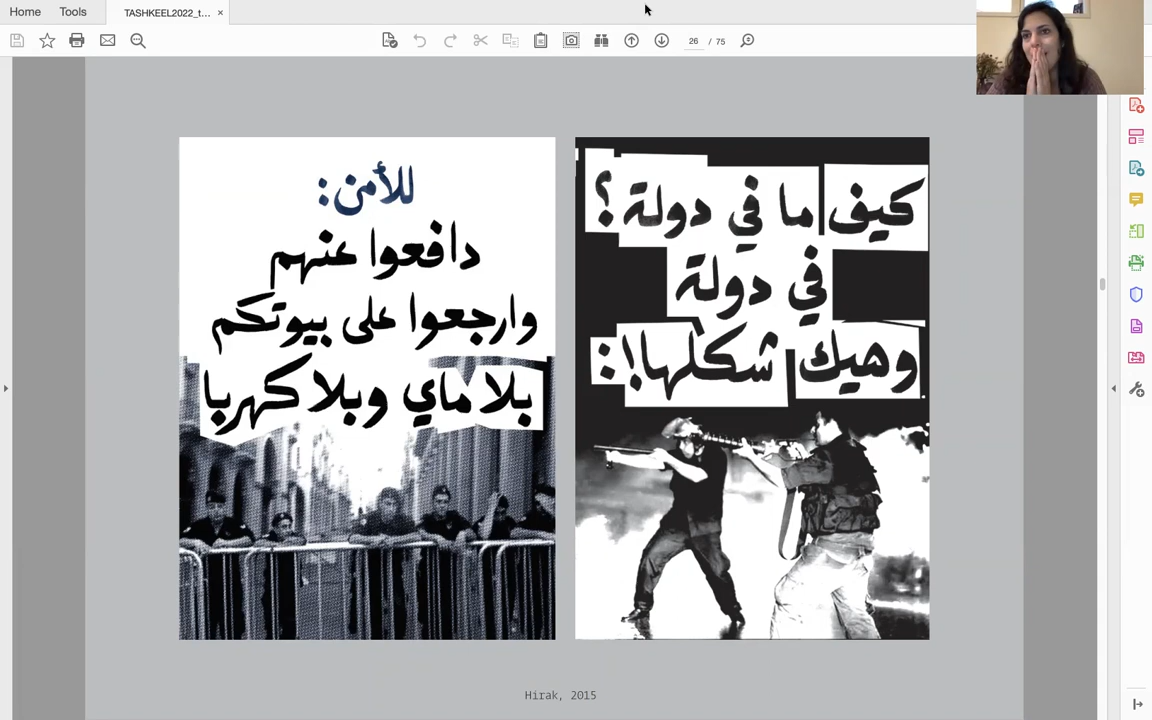 Home
Tools
TASHKEEL2022_t...
26 / 75
للأمن:
دافعوا عنهم
وارجعوا على بيوتكم
بلا ماي وبلا كهربا
كيف ما في دولة؟
في دولة
وهيك شكلها!:
Hirak, 2015